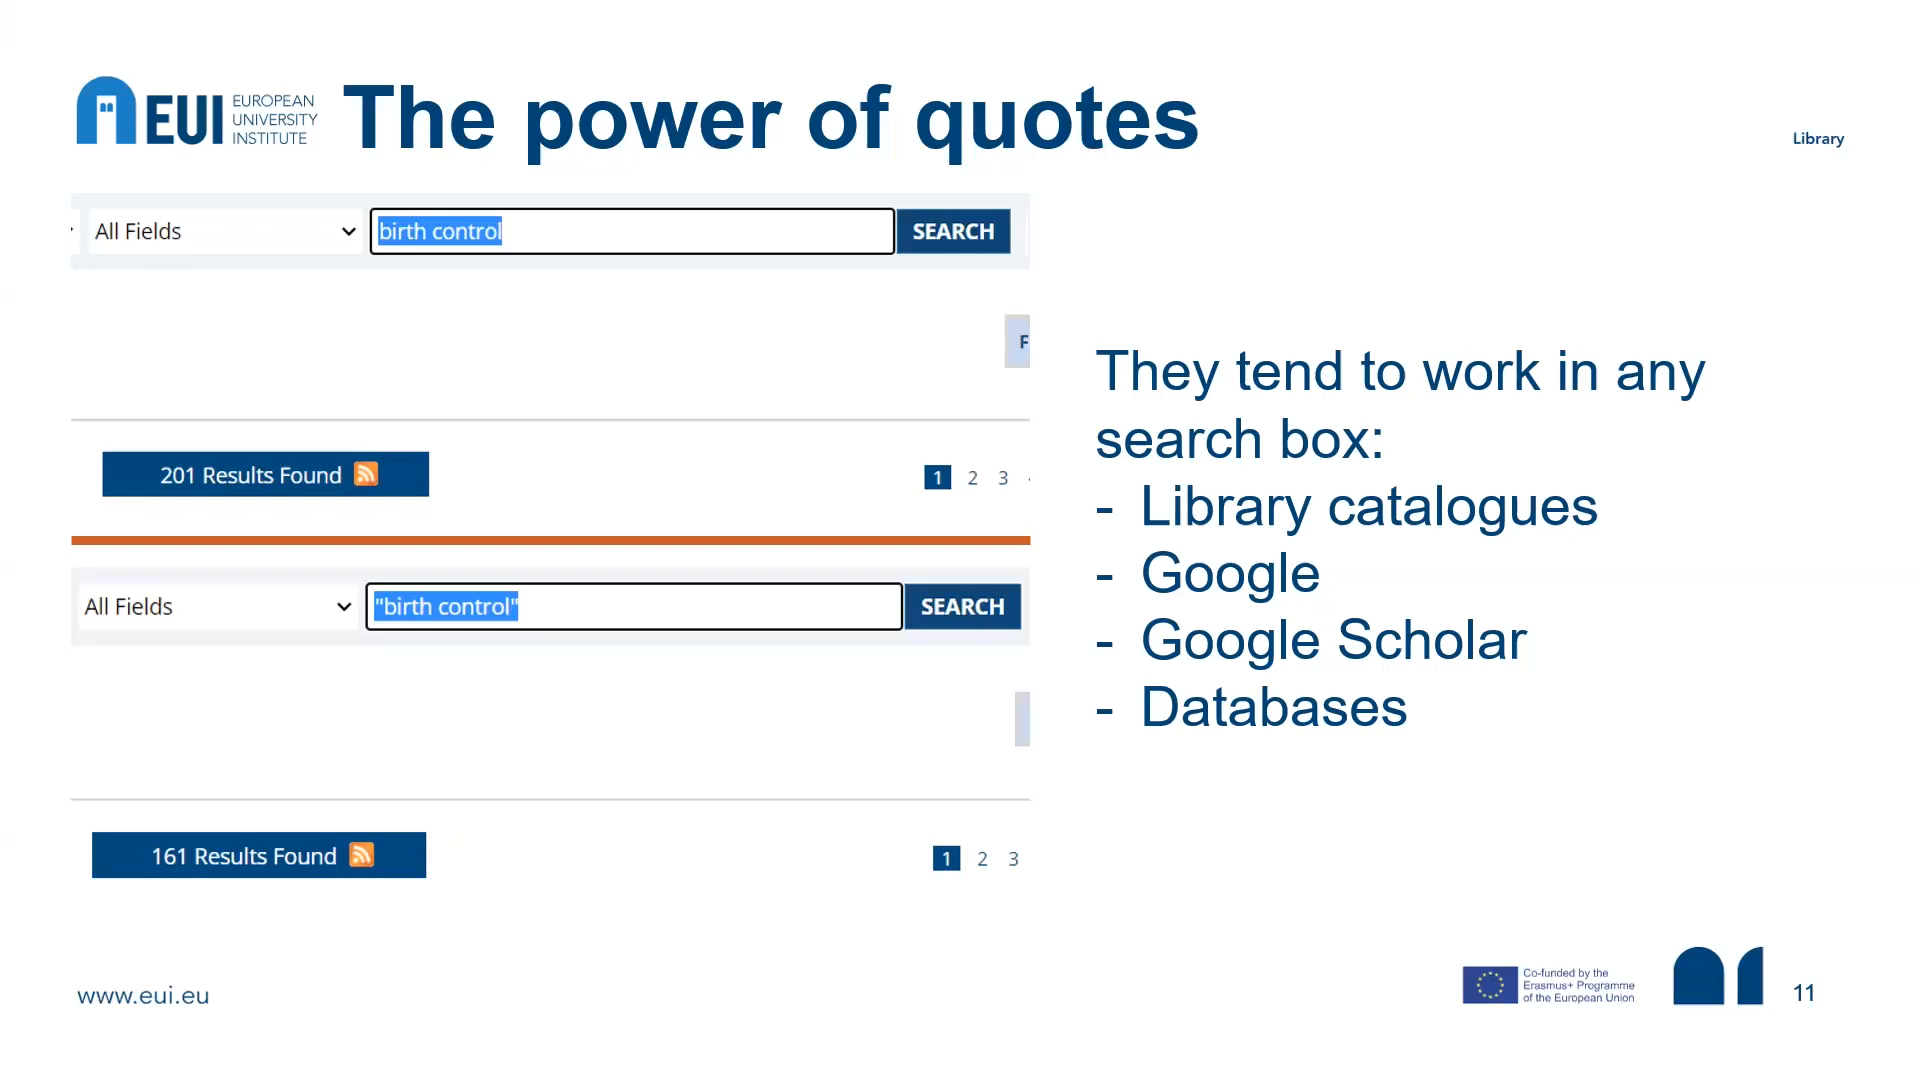 EUI
EUROPEAN
UNIVERSITY
INSTITUTE
The power of quotes
Library
All Fields
birth control
SEARCH
F
201 Results Found
1 2 3
All Fields
"birth control"
SEARCH
161 Results Found
1 2 3
They tend to work in any
search box:
- Library catalogues
- Google
- Google Scholar
- Databases
www.eui.eu
Co-funded by the
Erasmus+ Programme
of the European Union
11